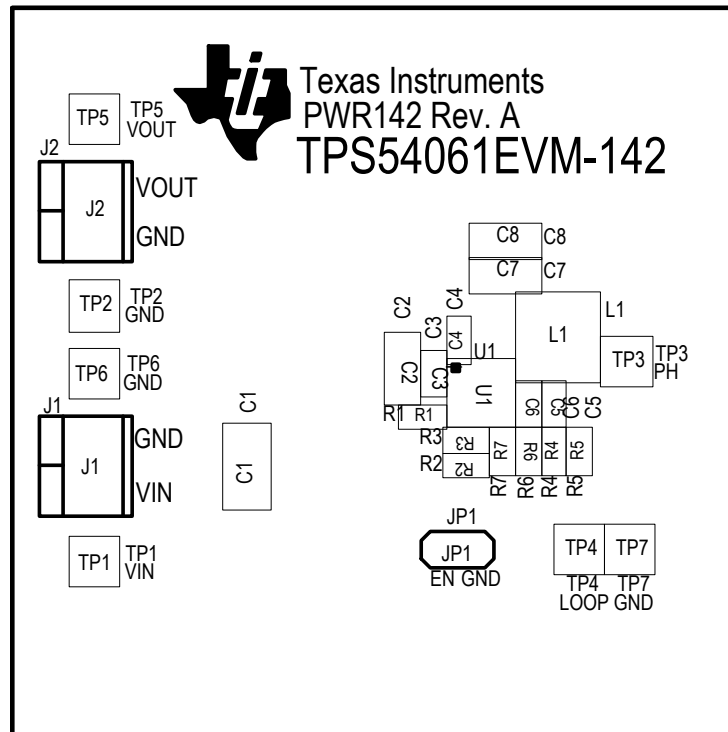 Texas Instruments
PWR142 Rev. A
TPS54061EVM-142
TP5
TP5
VOUT
J2
J2
VOUT
GND
TP2
TP2
GND
TP6
TP6
GND
J1
J1
GND
VIN
TP1
TP1
VIN
C1
C1
C8
C8
C7
C7
C2
C2
C3
C3
C4
C4
U1
U1
L1
L1
TP3
TP3
PH
R1
R1
C6
C5
C6
C5
R3
R3
R2
R2
R7
R6
R4
R5
R7
R6
R4
R5
JP1
JP1
EN GND
TP4
TP7
TP4
LOOP
TP7
GND